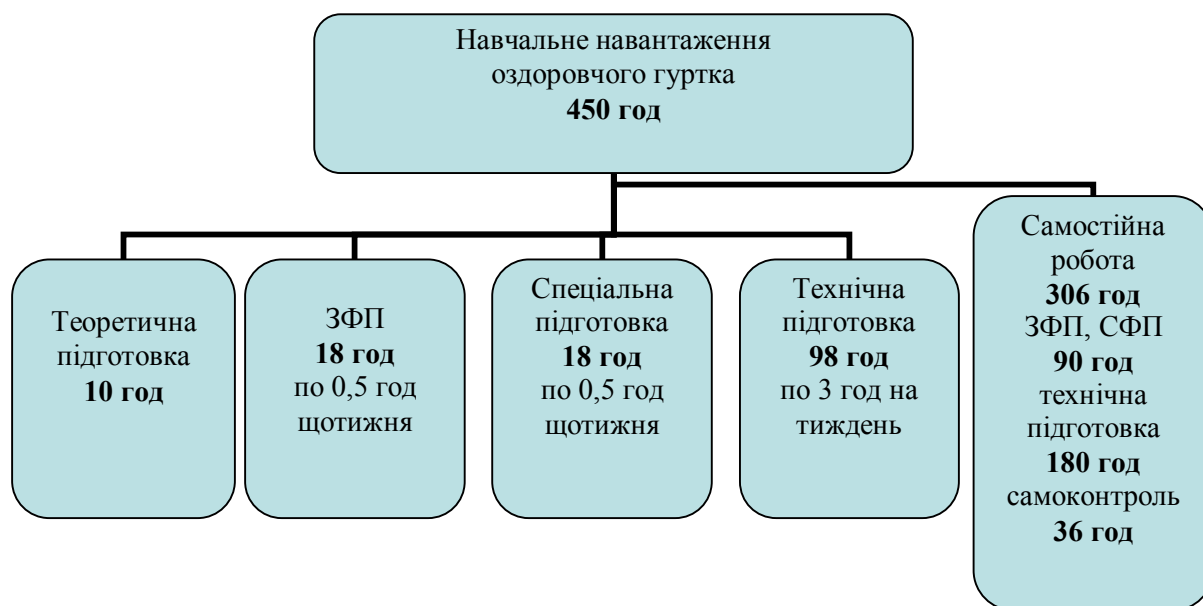 Навчальне навантаження
оздоровчого гуртка
450 год
Теоретична
підготовка
10 год
ЗФП
18 год
по 0,5 год
щотижня
Спеціальна
підготовка
18 год
по 0,5 год
щотижня
Технічна
підготовка
98 год
по 3 год на
тиждень
Самостійна
робота
306 год
ЗФП, СФП
90 год
технічна
підготовка
180 год
самоконтроль
36 год